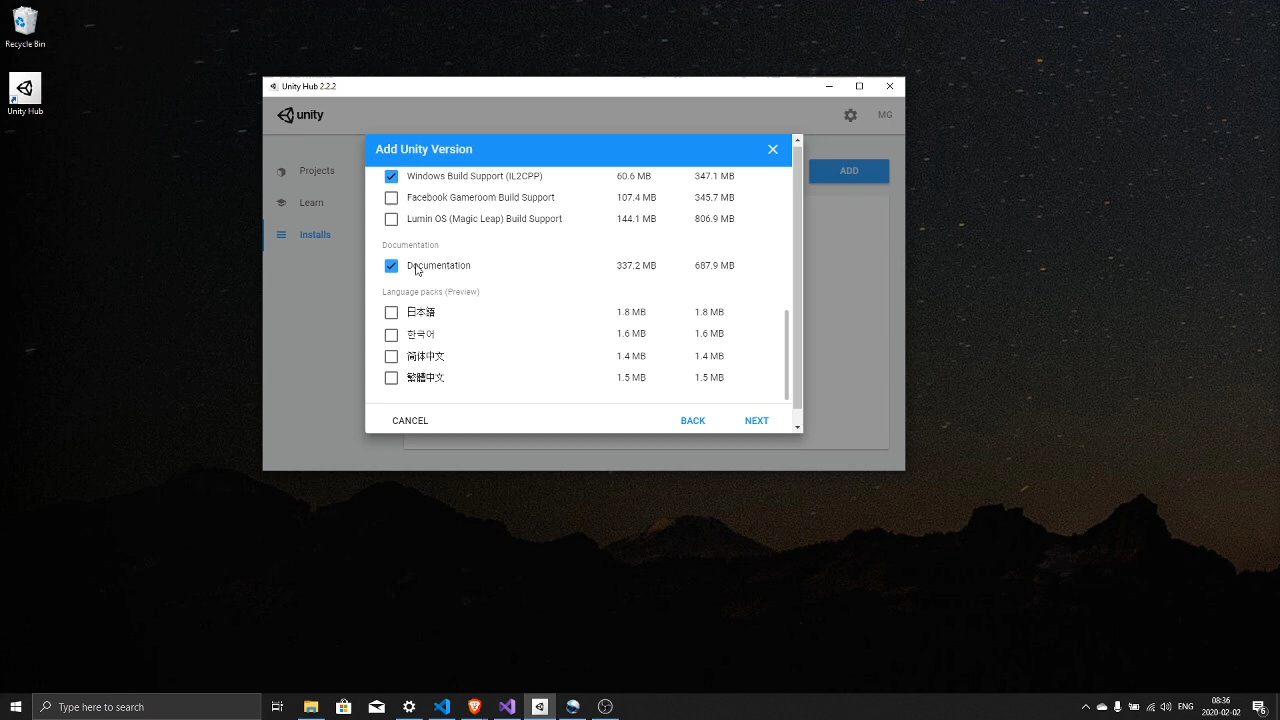 Recycle Bin
Unity Hub
Unity Hub 2.2.2
unity
MG
Projects
Learn
Installs
ADD
Add Unity Version
Windows Build Support (IL2CPP) 60.6 MB 347.1 MB
Facebook Gameroom Build Support 107.4 MB 345.7 MB
Lumin OS (Magic Leap) Build Support 144.1 MB 806.9 MB
Documentation
Documentation 337.2 MB 687.9 MB
Language packs (Preview)
日本語 1.8 MB 1.8 MB
한국어 1.6 MB 1.6 MB
简体中文 1.4 MB 1.4 MB
繁體中文 1.5 MB 1.5 MB
CANCEL BACK NEXT
Type here to search
ENG
08:36
2020-02-02